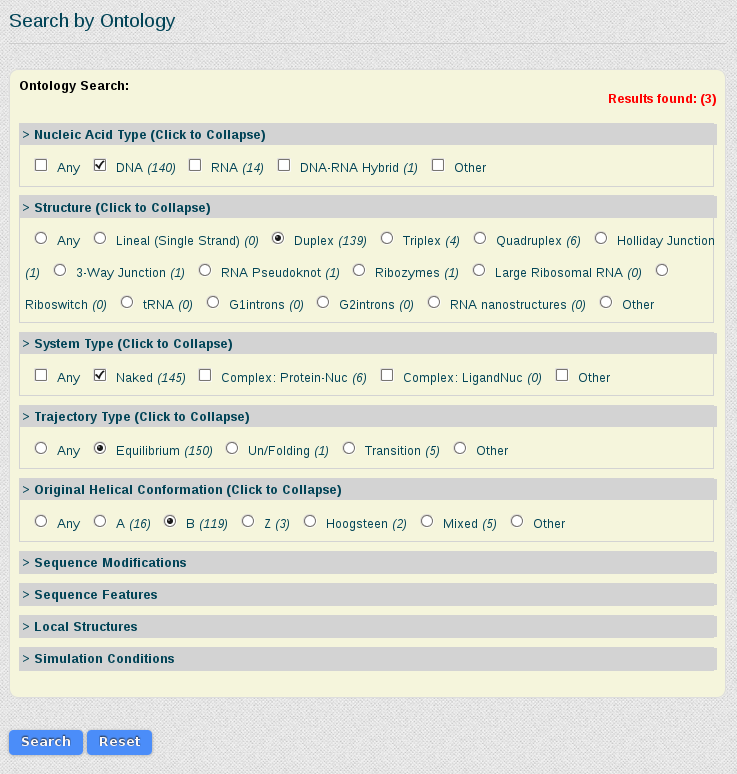 Search by Ontology
Ontology Search:
Results found: (3)
> Nucleic Acid Type (Click to Collapse)
Any DNA (140) RNA (14) DNA-RNA Hybrid (1) Other
> Structure (Click to Collapse)
Any Lineal (Single Strand) (0) Duplex (139) Triplex (4) Quadruplex (6) Holliday Junction
(1) 3-Way Junction (1) RNA Pseudoknot (1) Ribozymes (1) Large Ribosomal RNA (0)
Riboswitch (0) tRNA (0) G1introns (0) G2introns (0) RNA nanostructures (0) Other
> System Type (Click to Collapse)
Any Naked (145) Complex: Protein-Nuc (6) Complex: LigandNuc (0) Other
> Trajectory Type (Click to Collapse)
Any Equilibrium (150) Un/Folding (1) Transition (5) Other
> Original Helical Conformation (Click to Collapse)
Any A (16) B (119) Z (3) Hoogsteen (2) Mixed (5) Other
> Sequence Modifications
> Sequence Features
> Local Structures
> Simulation Conditions
Search Reset